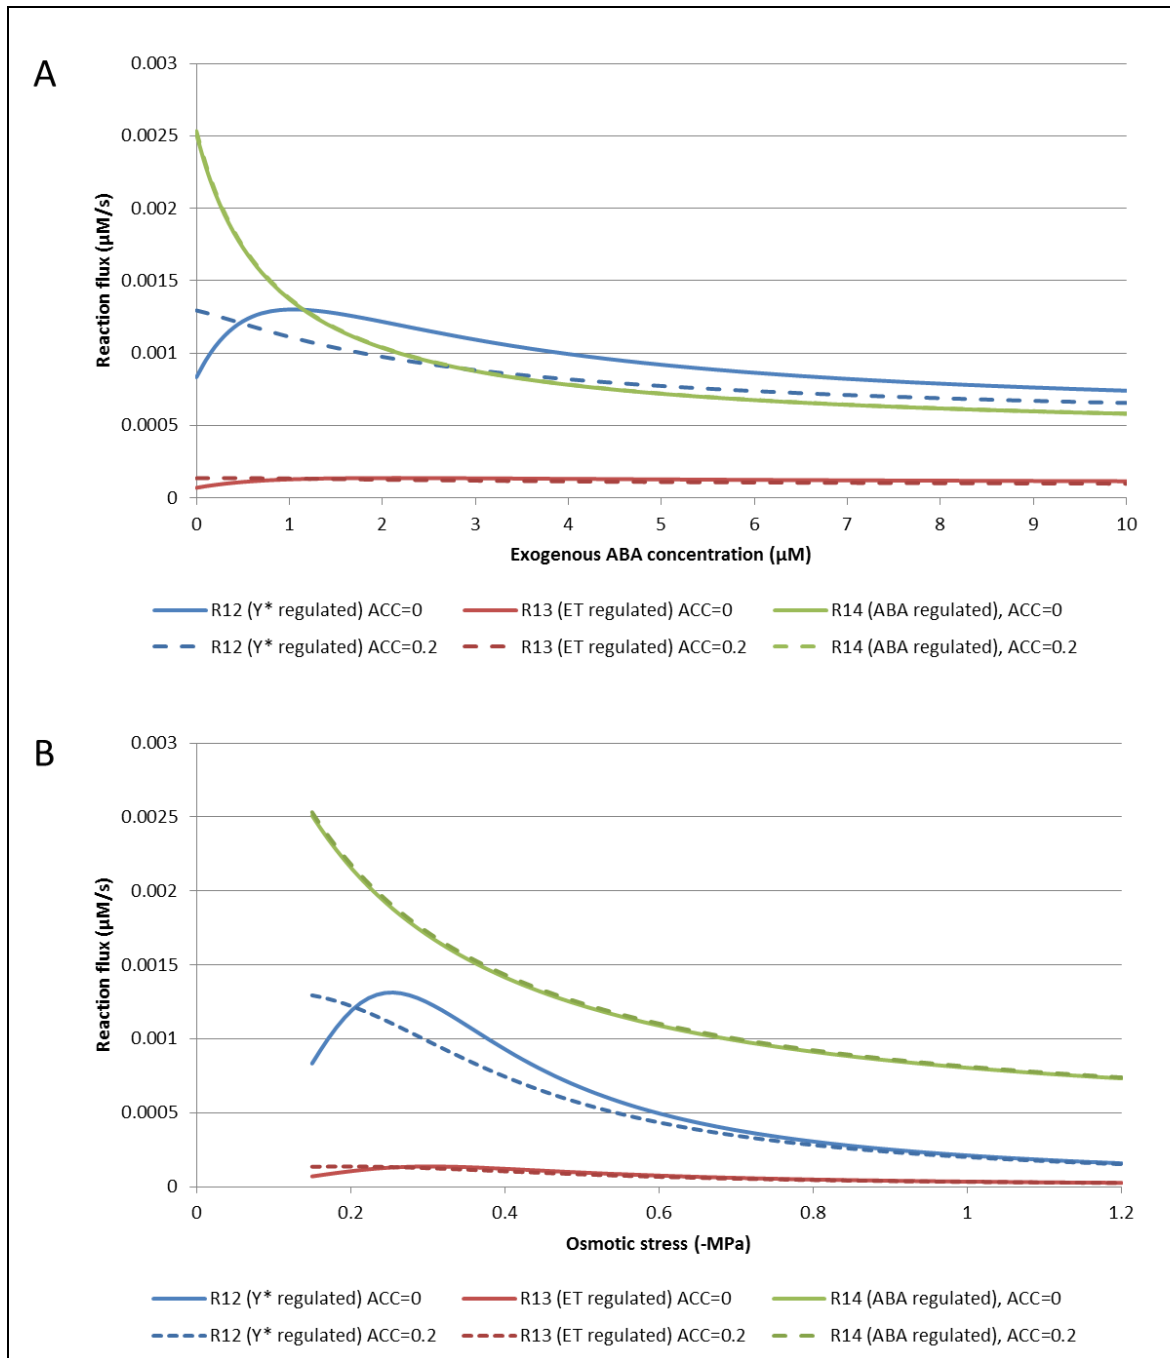 A
0.003
0.0025
0.002
0.0015
0.001
0.0005
0
Reaction flux (µM/s)
0 1 2 3 4 5 6 7 8 9 10
Exogenous ABA concentration (µM)
R12 (Y* regulated) ACC=0 R13 (ET regulated) ACC=0 R14 (ABA regulated), ACC=0
R12 (Y* regulated) ACC=0.2 R13 (ET regulated) ACC=0.2 R14 (ABA regulated), ACC=0.2
B
0.003
0.0025
0.002
0.0015
0.001
0.0005
0
Reaction flux (µM/s)
0 0.2 0.4 0.6 0.8 1 1.2
Osmotic stress (-MPa)
R12 (Y* regulated) ACC=0 R13 (ET regulated) ACC=0 R14 (ABA regulated), ACC=0
R12 (Y* regulated) ACC=0.2 R13 (ET regulated) ACC=0.2 R14 (ABA regulated), ACC=0.2